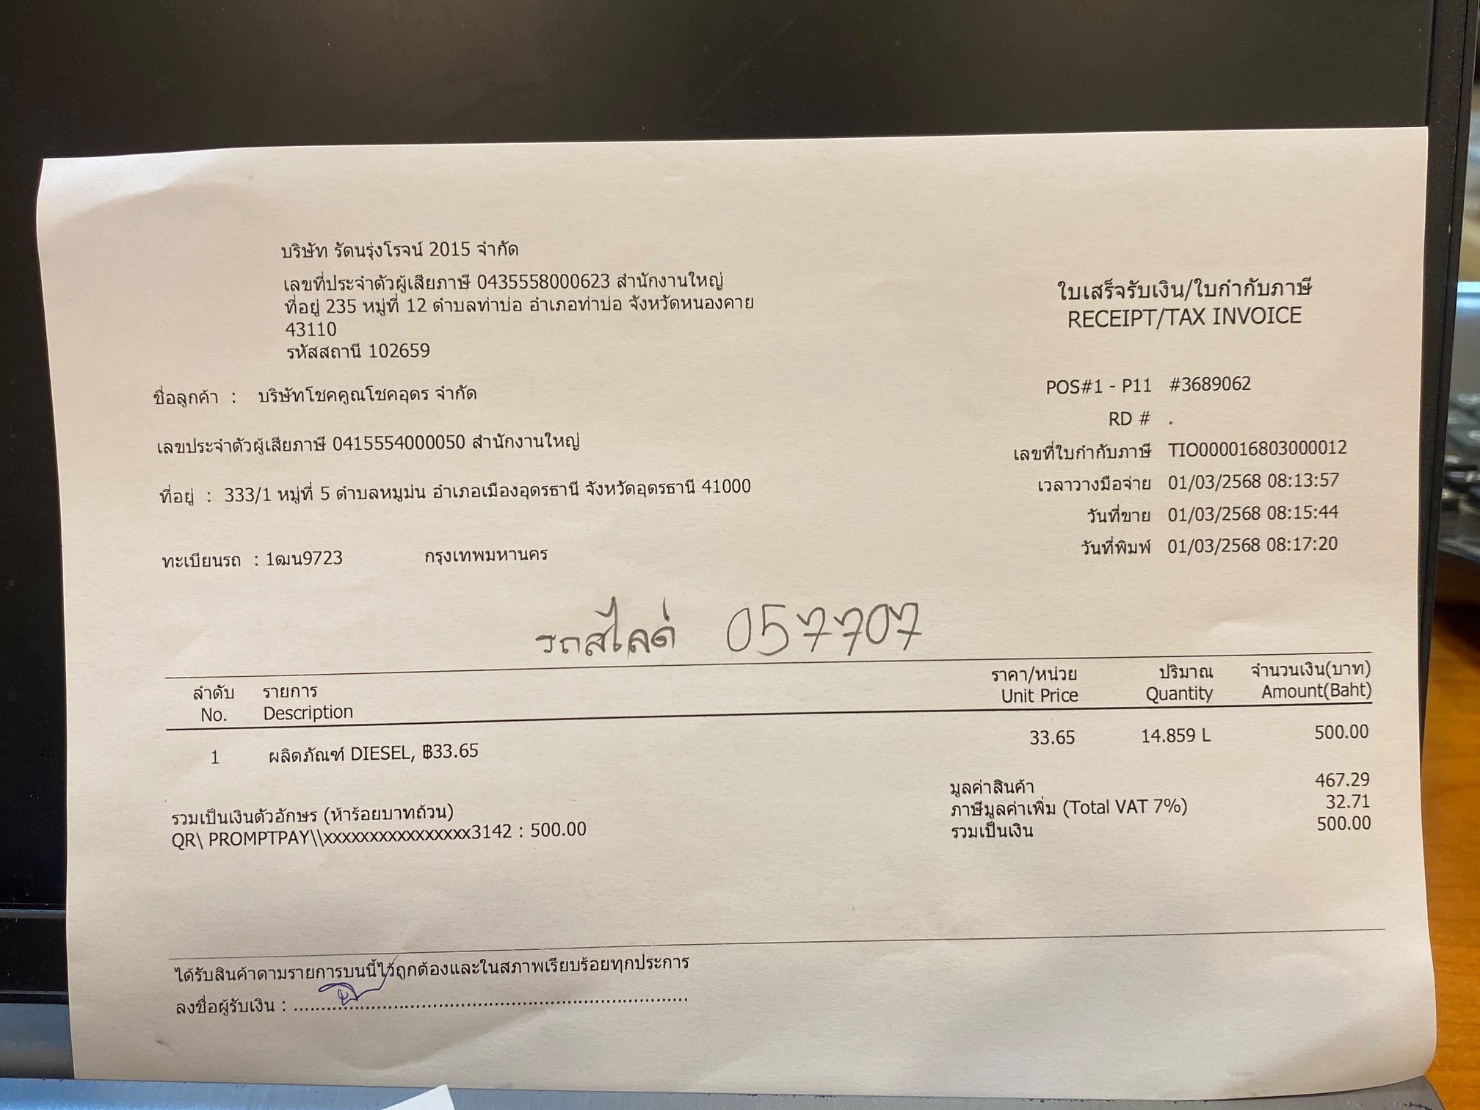 บริษัท รัตนรุ่งโรจน์ 2015 จำกัด
เลขที่ประจำตัวผู้เสียภาษี 0435558000623 สำนักงานใหญ่
ที่อยู่ 235 หมู่ที่ 12 ตำบลท่าบ่อ อำเภอท่าบ่อ จังหวัดหนองคาย
43110
รหัสสถานี 102659
ใบเสร็จรับเงิน/ใบกำกับภาษี
RECEIPT/TAX INVOICE
ชื่อลูกค้า : บริษัทโชคคูณโชคอุดร จำกัด
เลขประจำตัวผู้เสียภาษี 0415554000050 สำนักงานใหญ่
ที่อยู่ : 333/1 หมู่ที่ 5 ตำบลหมูม่น อำเภอเมืองอุดรธานี จังหวัดอุดรธานี 41000
ทะเบียนรถ : 1ฒน9723 กรุงเทพมหานคร
POS#1 - P11 #3689062
RD # .
เลขที่ใบกำกับภาษี TIO000016803000012
เวลาวางมือจ่าย 01/03/2568 08:13:57
วันที่ขาย 01/03/2568 08:15:44
วันที่พิมพ์ 01/03/2568 08:17:20
รถสไลด์ 057707
ลำดับ รายการ ราคา/หน่วย ปริมาณ จำนวนเงิน(บาท)
No. Description Unit Price Quantity Amount(Baht)
1 ผลิตภัณฑ์ DIESEL, ฿33.65 33.65 14.859 L 500.00
มูลค่าสินค้า 467.29
ภาษีมูลค่าเพิ่ม (Total VAT 7%) 32.71
รวมเป็นเงิน 500.00
รวมเป็นเงินตัวอักษร (ห้าร้อยบาทถ้วน)
QR\ PROMPTPAY\\xxxxxxxxxxxxxxxx3142 : 500.00
ได้รับสินค้าตามรายการบนนี้ไว้ถูกต้องและในสภาพเรียบร้อยทุกประการ
ลงชื่อผู้รับเงิน :